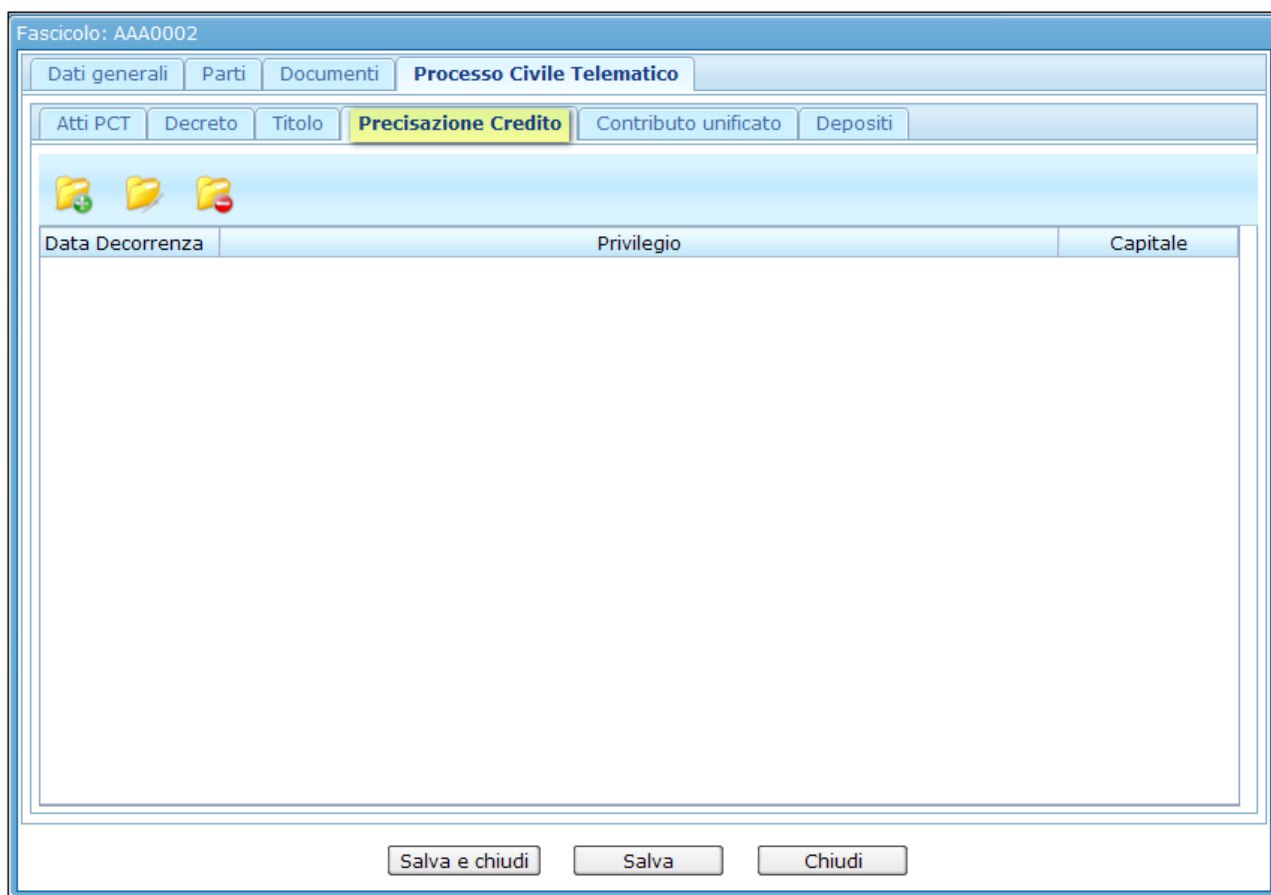 Fascicolo: AAA0002
Dati generali Parti Documenti Processo Civile Telematico
Atti PCT Decreto Titolo Precisazione Credito Contributo unificato Depositi
Data Decorrenza Privilegio Capitale
Salva e chiudi Salva Chiudi